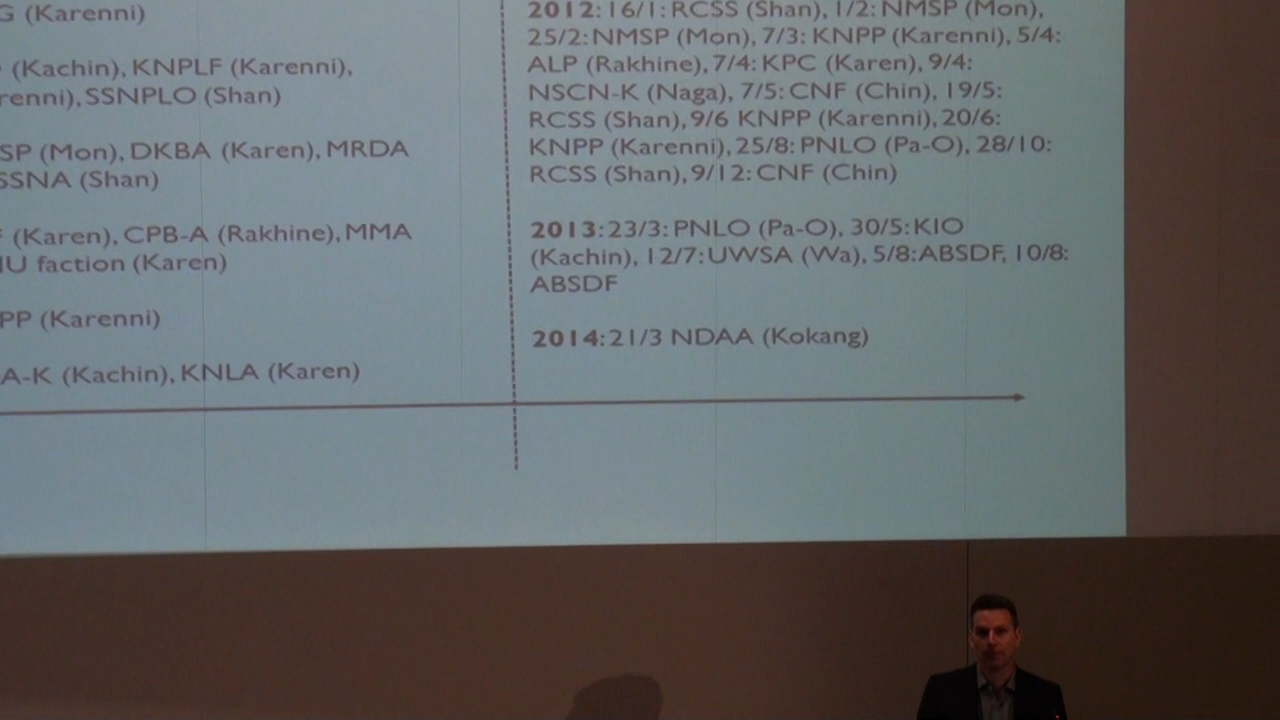 G (Karenni)
(Kachin), KNPLF (Karenni),
renni), SSNPLO (Shan)
SP (Mon), DKBA (Karen), MRDA
SSNA (Shan)
F (Karen), CPB-A (Rakhine), MMA
NU faction (Karen)
PP (Karenni)
A-K (Kachin), KNLA (Karen)
2012: 16/1: RCSS (Shan), 1/2: NMSP (Mon),
25/2: NMSP (Mon), 7/3: KNPP (Karenni), 5/4:
ALP (Rakhine), 7/4: KPC (Karen), 9/4:
NSCN-K (Naga), 7/5: CNF (Chin), 19/5:
RCSS (Shan), 9/6 KNPP (Karenni), 20/6:
KNPP (Karenni), 25/8: PNLO (Pa-O), 28/10:
RCSS (Shan), 9/12: CNF (Chin)
2013: 23/3: PNLO (Pa-O), 30/5: KIO
(Kachin), 12/7: UWSA (Wa), 5/8: ABSDF, 10/8:
ABSDF
2014: 21/3 NDAA (Kokang)